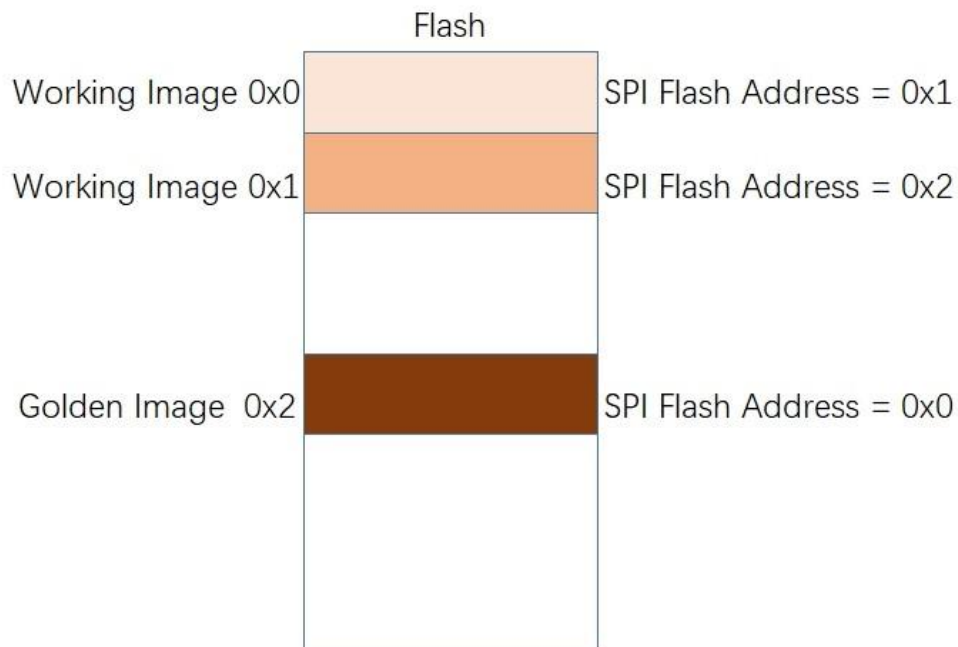 Flash
Working Image 0x0 SPI Flash Address = 0x1
Working Image 0x1 SPI Flash Address = 0x2
Golden Image 0x2 SPI Flash Address = 0x0